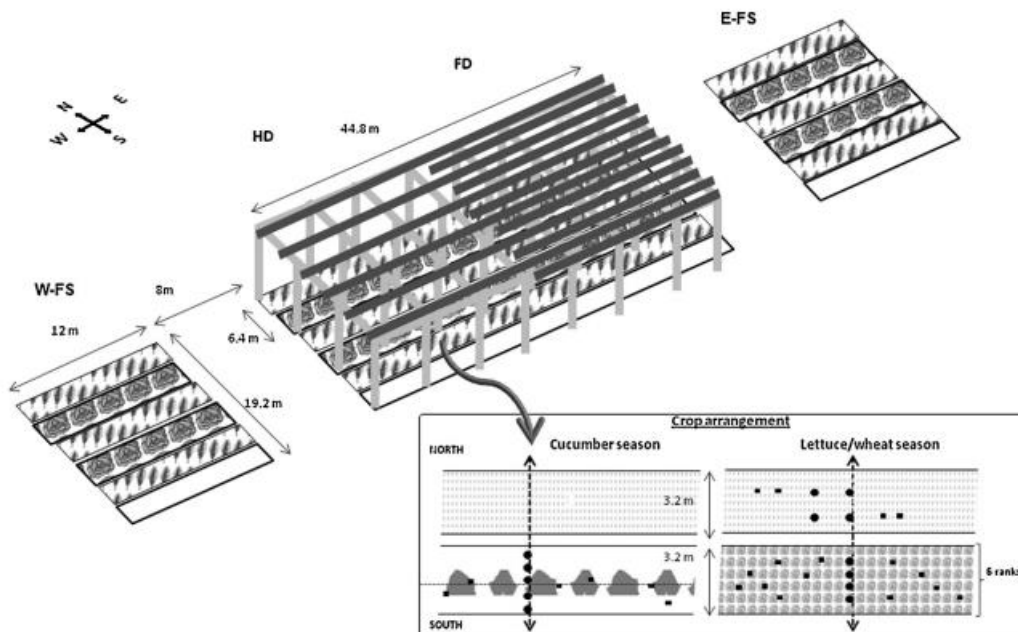 E-FS
FD
44.8 m
N
E
W
S
HD
W-FS
8m
12 m
6.4 m
19.2 m
Crop arrangement
NORTH
Cucumber season
Lettuce/wheat season
3.2 m
3.2 m
6 ranks
SOUTH